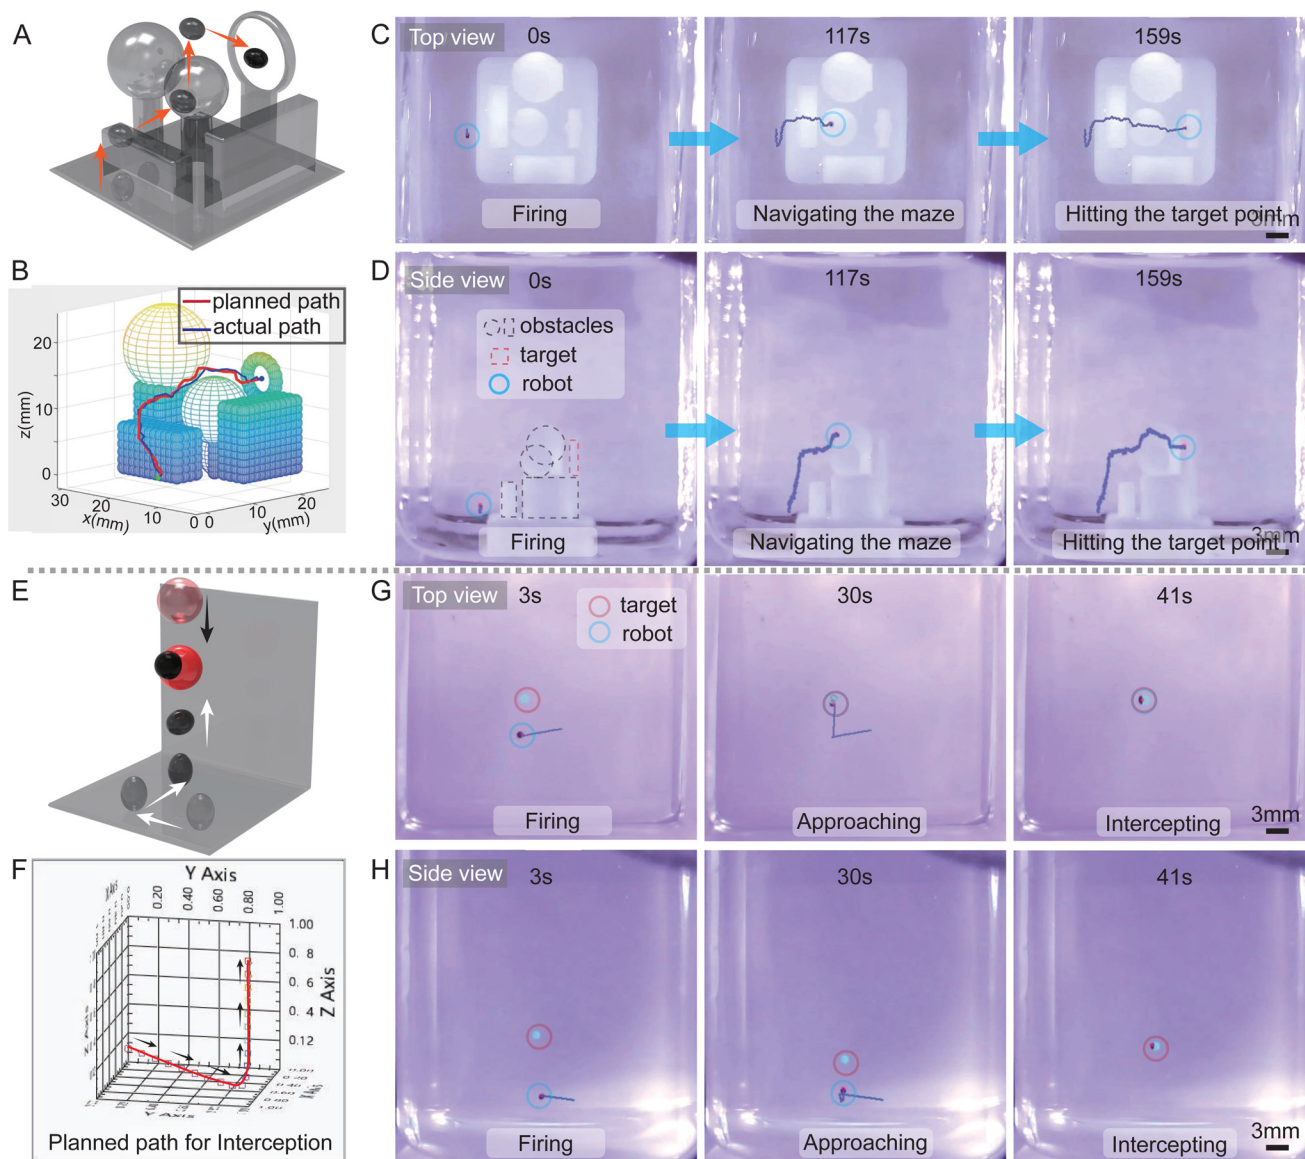 A
C
Top view
0s
117s
159s
Firing
Navigating the maze
Hitting the target point
3mm
B
planned path
actual path
z(mm)
20
10
0
30
20
10
0
x(mm)
0
10
20
y(mm)
D
Side view
0s
117s
159s
obstacles
target
robot
Firing
Navigating the maze
Hitting the target point
3mm
E
G
Top view
3s
30s
41s
target
robot
Firing
Approaching
Intercepting
3mm
F
Y Axis
0.20
0.40
0.60
0.80
1.00
1.00
0. 8
0. 6
0. 4
0.12
Z Axis
Y Axis
Planned path for Interception
H
Side view
3s
30s
41s
Firing
Approaching
Intercepting
3mm